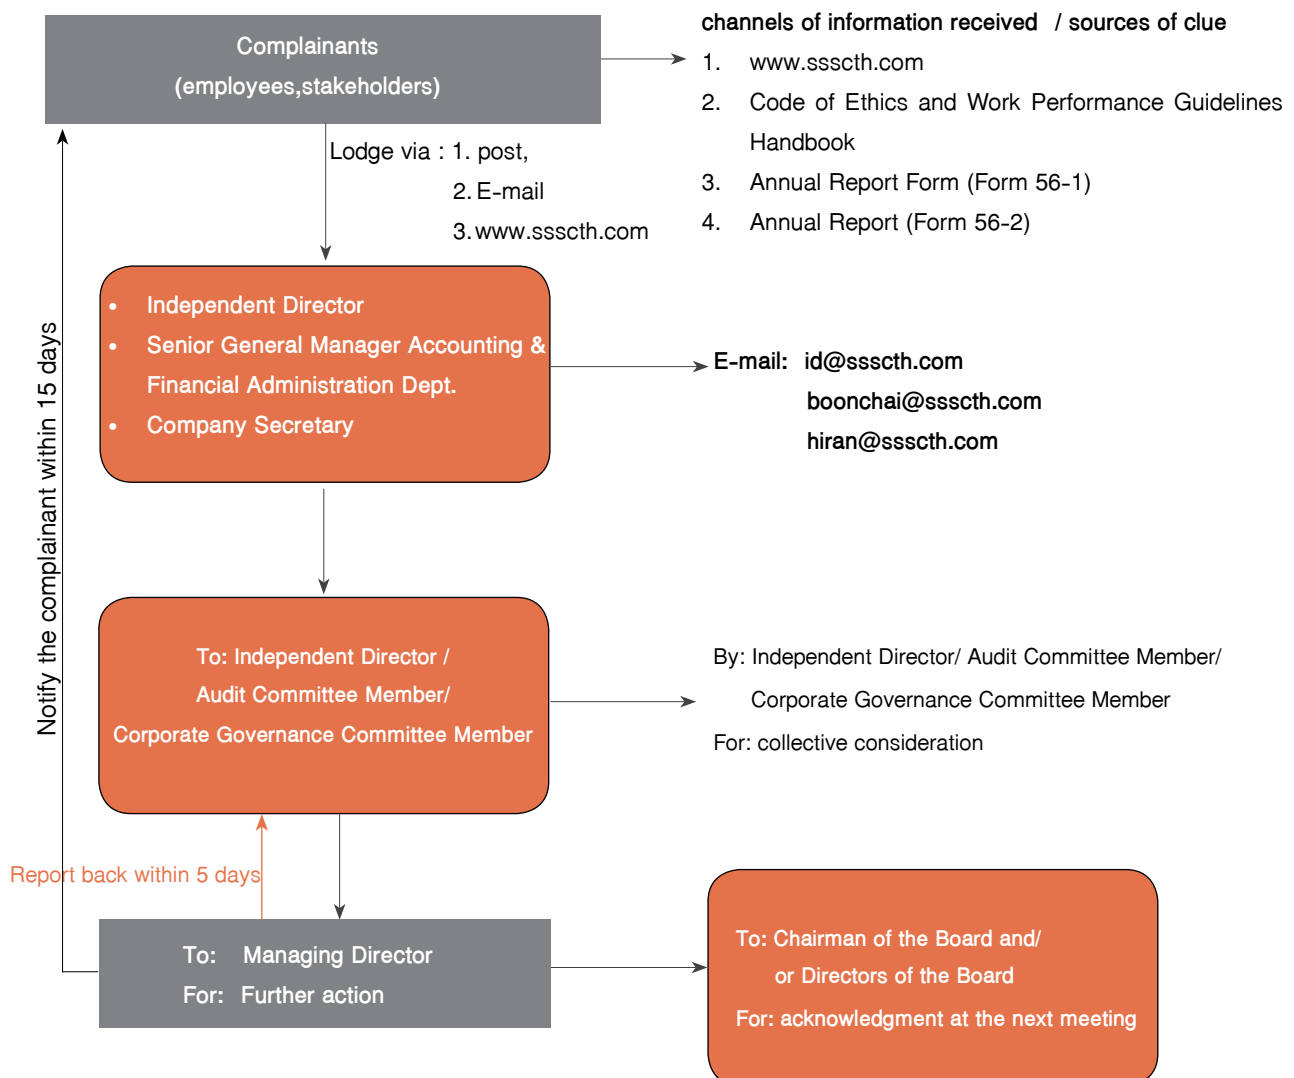 Complainants
(employees,stakeholders)
channels of information received / sources of clue
1. www.ssscth.com
2. Code of Ethics and Work Performance Guidelines
Handbook
3. Annual Report Form (Form 56-1)
4. Annual Report (Form 56-2)
Lodge via : 1. post,
2. E-mail
3. www.ssscth.com
• Independent Director
• Senior General Manager Accounting &
Financial Administration Dept.
• Company Secretary
E-mail: id@ssscth.com
boonchai@ssscth.com
hiran@ssscth.com
Notify the complainant within 15 days
To: Independent Director /
Audit Committee Member/
Corporate Governance Committee Member
By: Independent Director/ Audit Committee Member/
Corporate Governance Committee Member
For: collective consideration
Report back within 5 days
To: Managing Director
For: Further action
To: Chairman of the Board and/
or Directors of the Board
For: acknowledgment at the next meeting